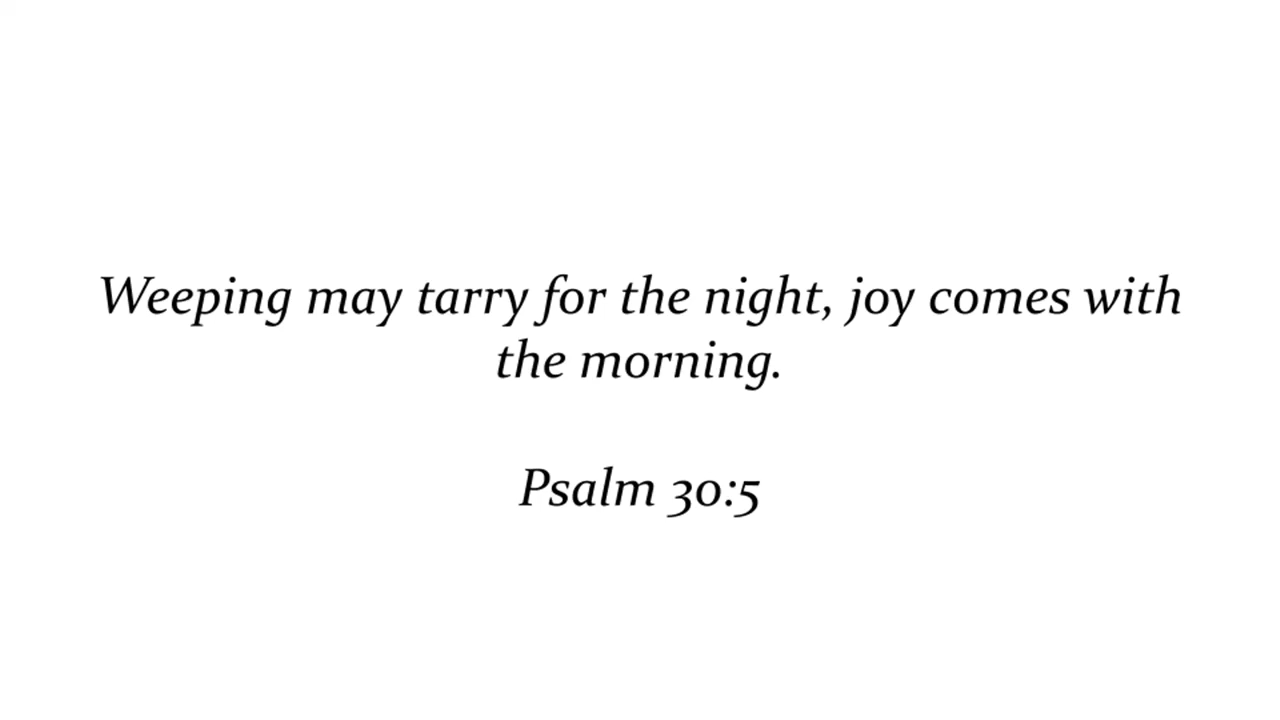 Weeping may tarry for the night, joy comes with
the morning.
Psalm 30:5